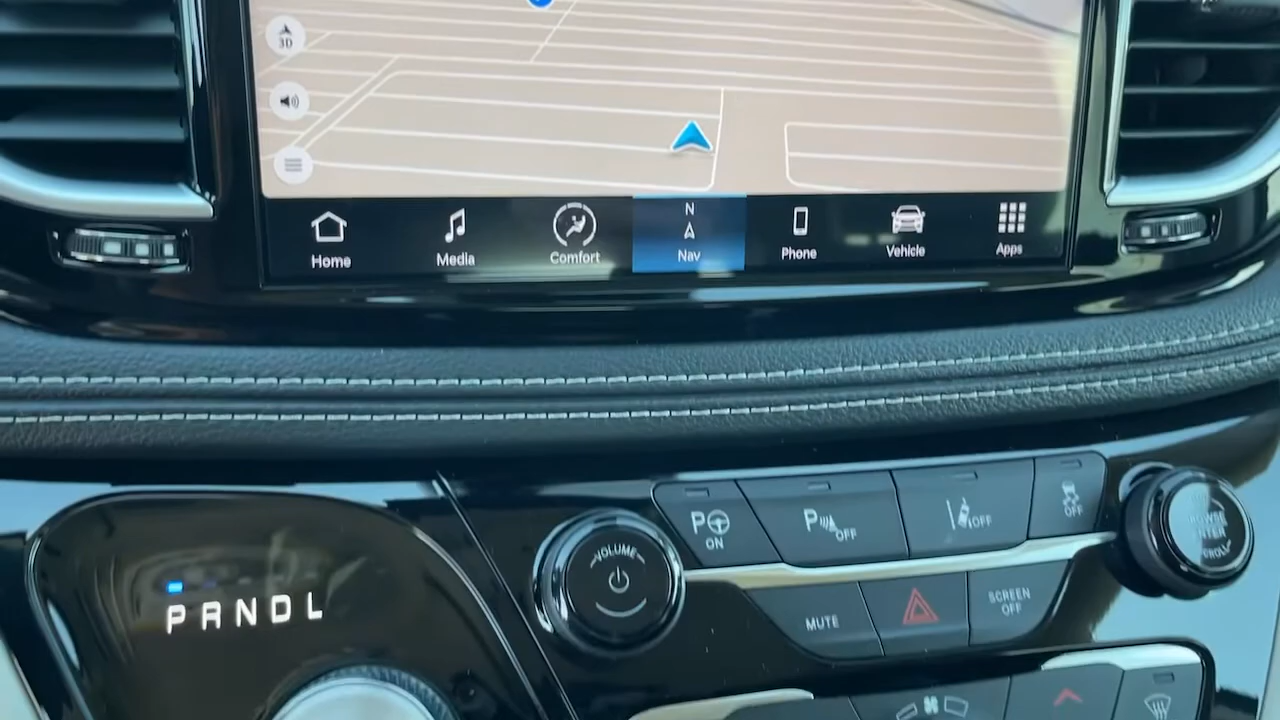 3D
N
Home
Media
Comfort
Nav
Phone
Vehicle
Apps
P
ON
P
OFF
OFF
OFF
VOLUME
MUTE
SCREEN
OFF
PRNDL